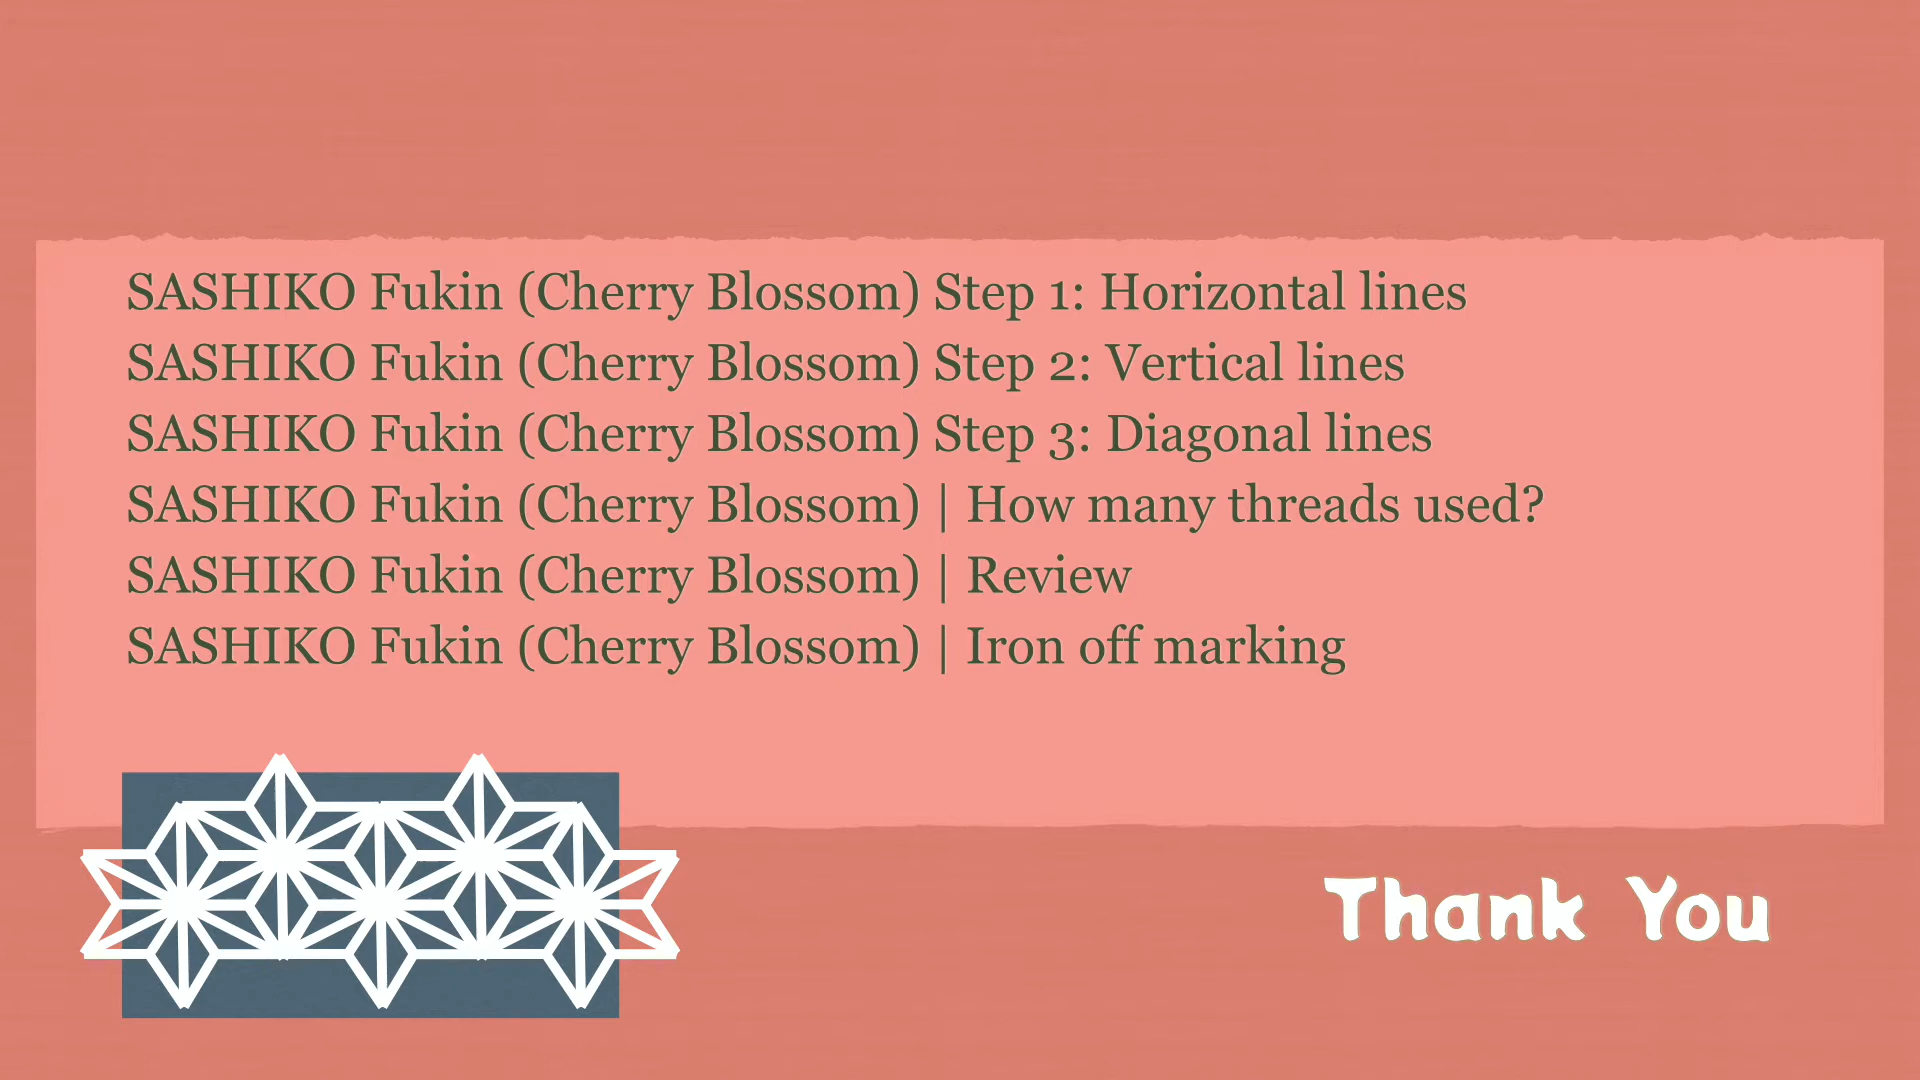 SASHIKO Fukin (Cherry Blossom) Step 1: Horizontal lines
SASHIKO Fukin (Cherry Blossom) Step 2: Vertical lines
SASHIKO Fukin (Cherry Blossom) Step 3: Diagonal lines
SASHIKO Fukin (Cherry Blossom) | How many threads used?
SASHIKO Fukin (Cherry Blossom) | Review
SASHIKO Fukin (Cherry Blossom) | Iron off marking
Thank You